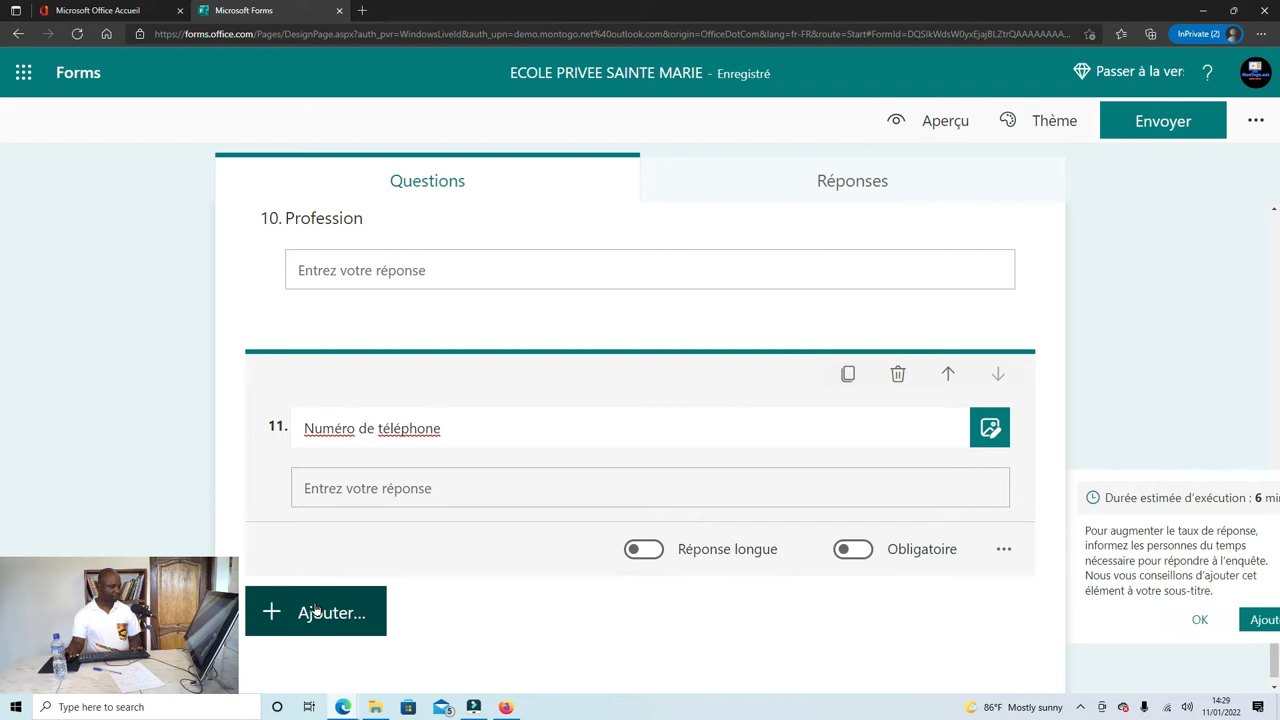 Microsoft Office Accueil
Microsoft Forms
https://forms.office.com/Pages/DesignPage.aspx?auth_pvr=WindowsLiveId&auth_upn=demo.montogo.net%40outlook.com&origin=OfficeDotCom&lang=fr-FR&route=Start#FormId=DQSIkWdsW0yxEjajBLZtrQAAAAAAAA...
InPrivate (2)
Forms
ECOLE PRIVEE SAINTE MARIE - Enregistré
Passer à la ver
?
Aperçu
Thème
Envoyer
Questions
Réponses
10. Profession
Entrez votre réponse
11. Numéro de téléphone
Entrez votre réponse
Réponse longue
Obligatoire
Ajouter...
Durée estimée d'exécution : 6 mi
Pour augmenter le taux de réponse,
informez les personnes du temps
nécessaire pour répondre à l'enquête.
Nous vous conseillons d'ajouter cet
élément à votre sous-titre.
OK
Ajout
Type here to search
5
86°F Mostly sunny
14:29
11/01/2022